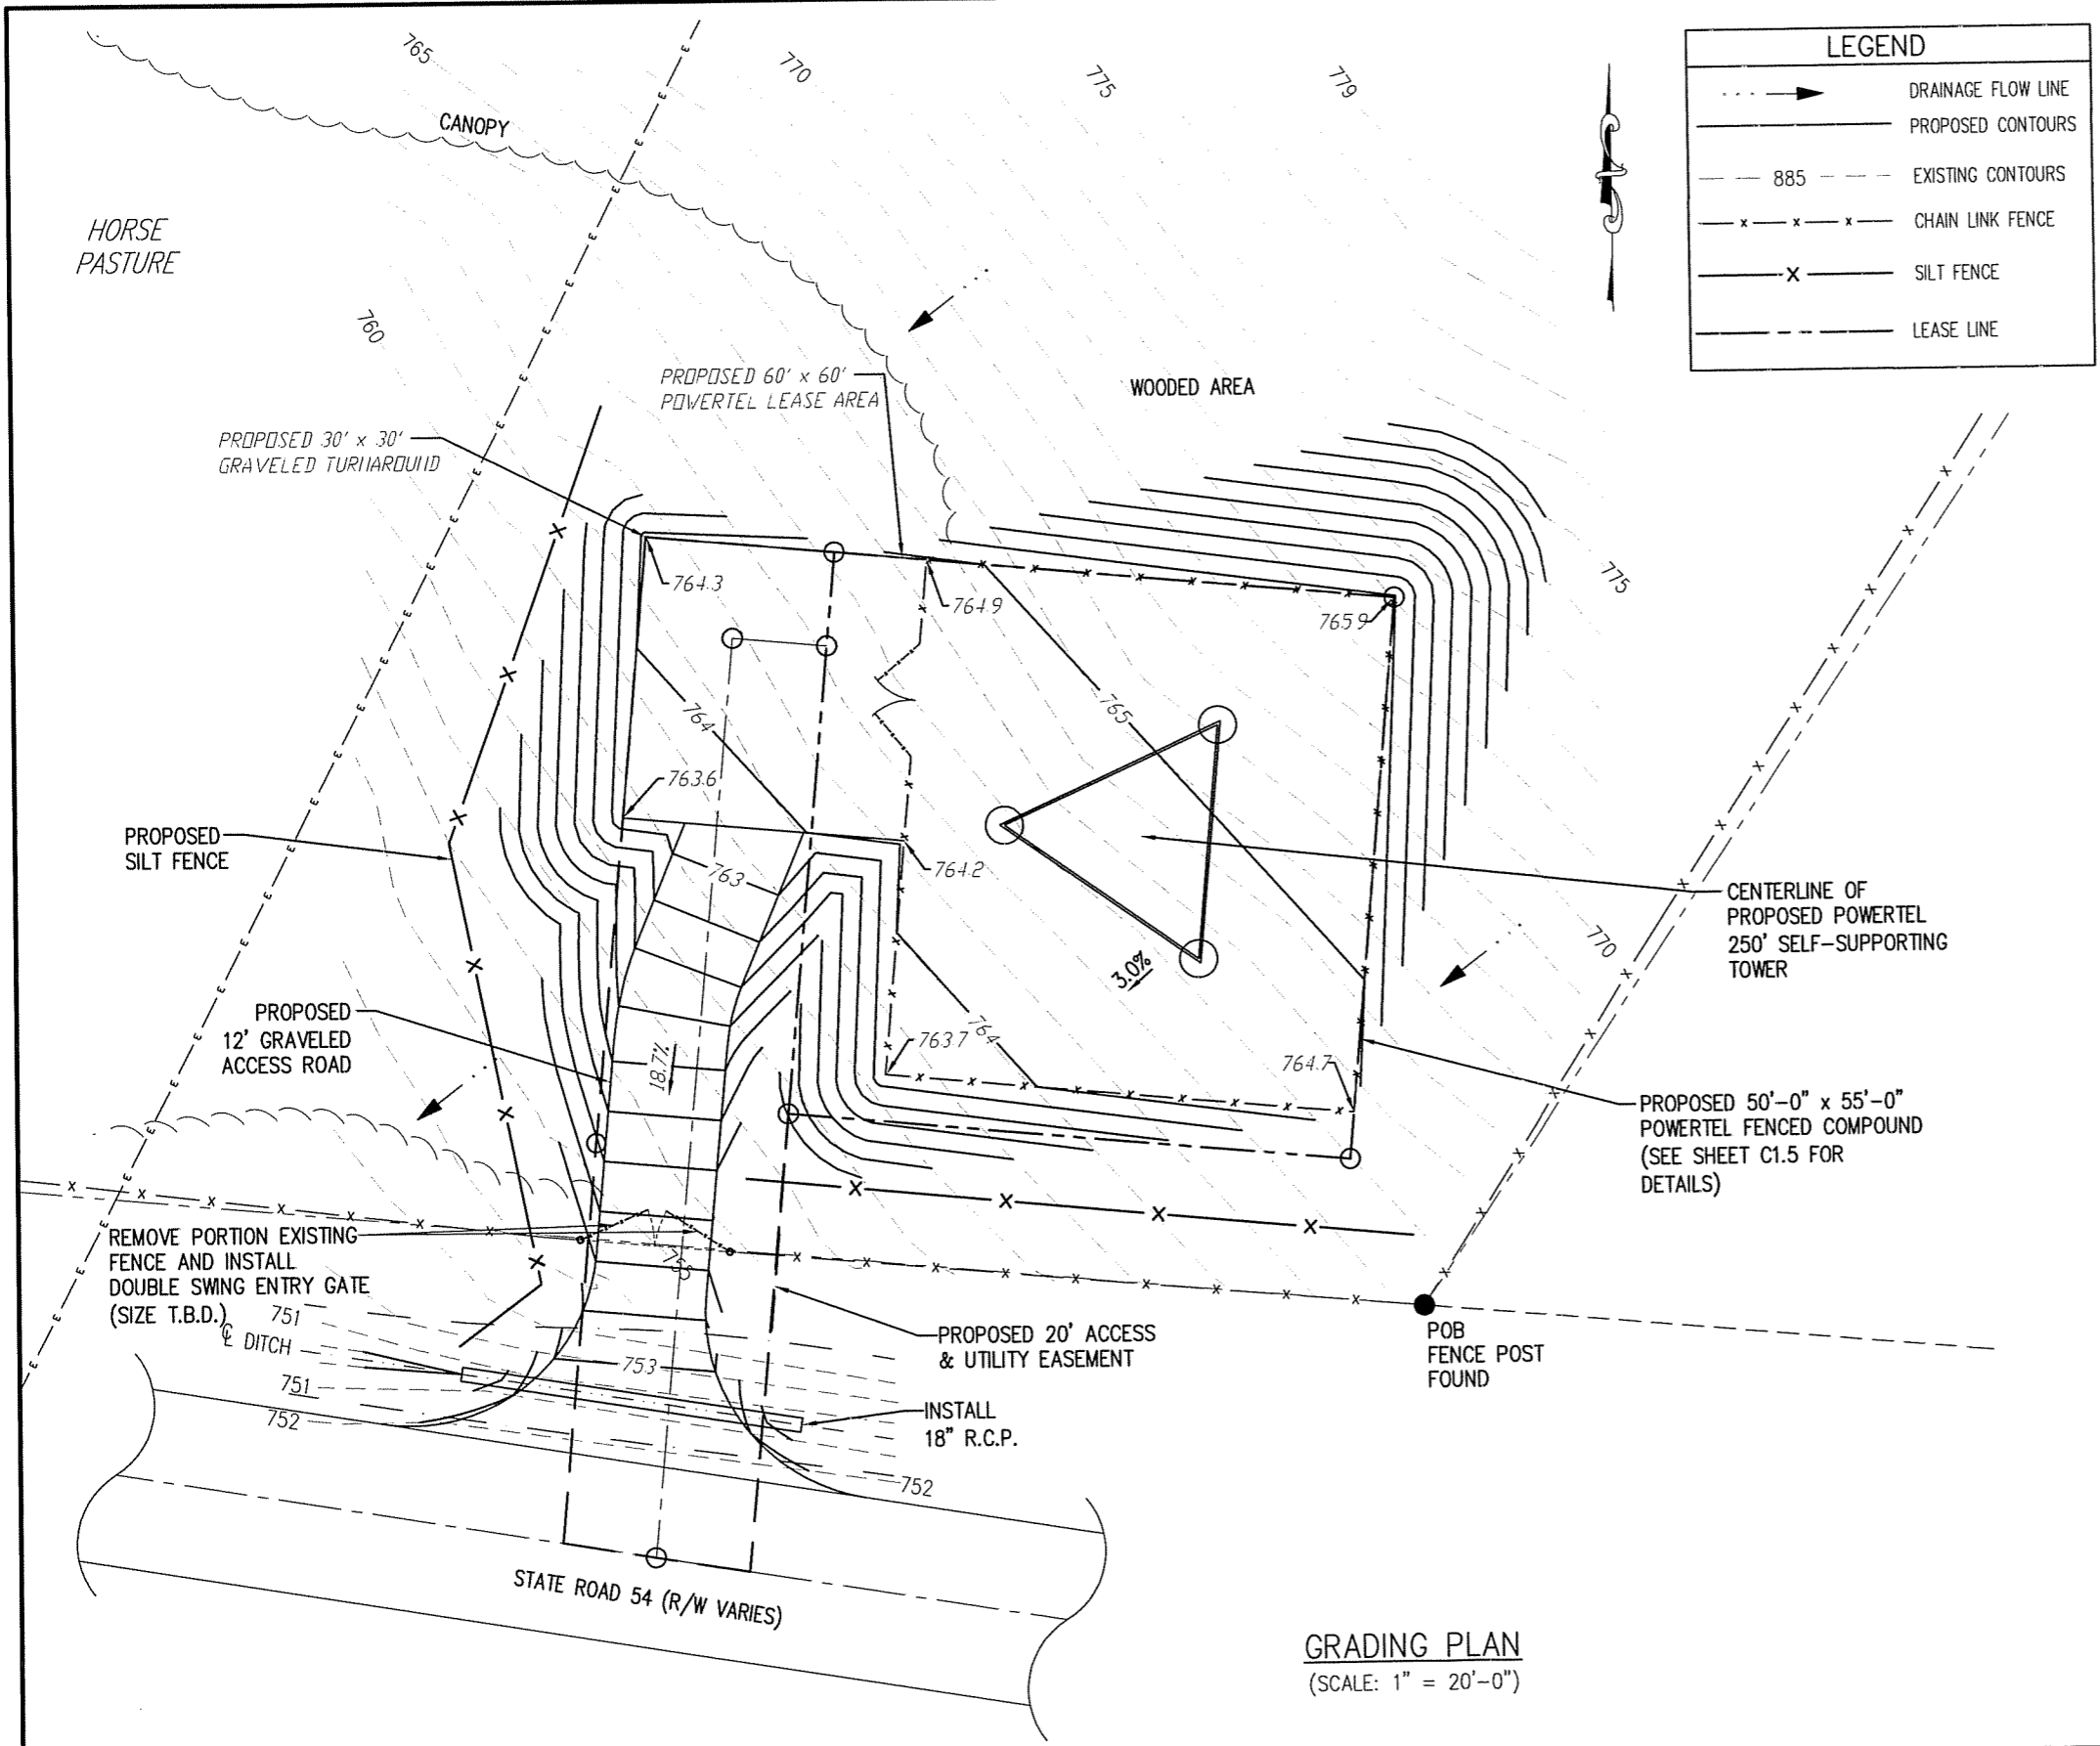 LEGEND
DRAINAGE FLOW LINE
PROPOSED CONTOURS
885
EXISTING CONTOURS
CHAIN LINK FENCE
SILT FENCE
LEASE LINE
765
770
775
779
CANOPY
HORSE
PASTURE
760
PROPOSED 60' x 60'
POWERTEL LEASE AREA
WOODED AREA
PROPOSED 30' x 30'
GRAVELED TURNAROUND
764.3
764.9
765.9
775
764
765
763.6
PROPOSED
SILT FENCE
763
764.2
CENTERLINE OF
PROPOSED POWERTEL
250' SELF-SUPPORTING
TOWER
770
3.0%
PROPOSED
12' GRAVELED
ACCESS ROAD
18.7%
763.7
764
764.7
PROPOSED 50'-0" x 55'-0"
POWERTEL FENCED COMPOUND
(SEE SHEET C1.5 FOR
DETAILS)
REMOVE PORTION EXISTING
FENCE AND INSTALL
DOUBLE SWING ENTRY GATE
(SIZE T.B.D.)
755
751
℄ DITCH
751
752
753
PROPOSED 20' ACCESS
& UTILITY EASEMENT
POB
FENCE POST
FOUND
INSTALL
18" R.C.P.
752
STATE ROAD 54 (R/W VARIES)
GRADING PLAN
(SCALE: 1" = 20'-0")